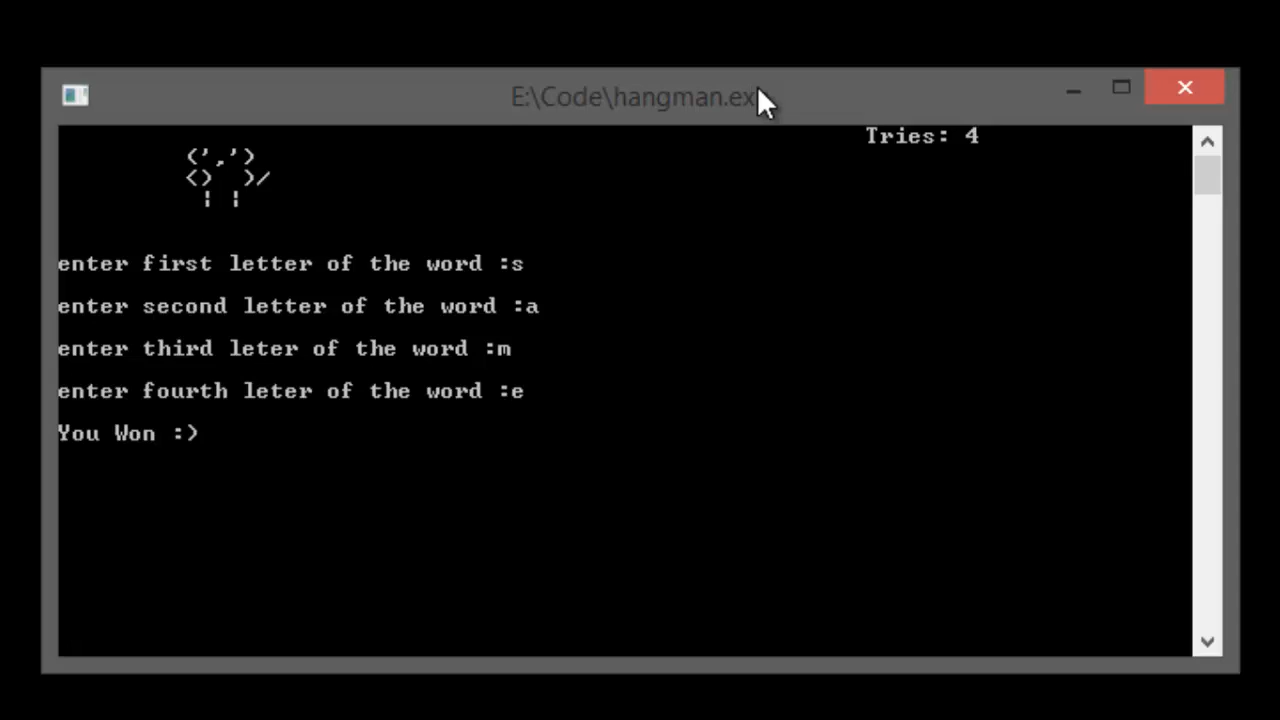 E:\Code\hangman.ex
Tries: 4
(',')
<> )/
¦ ¦
enter first letter of the word :s
enter second letter of the word :a
enter third leter of the word :m
enter fourth leter of the word :e
You Won :)